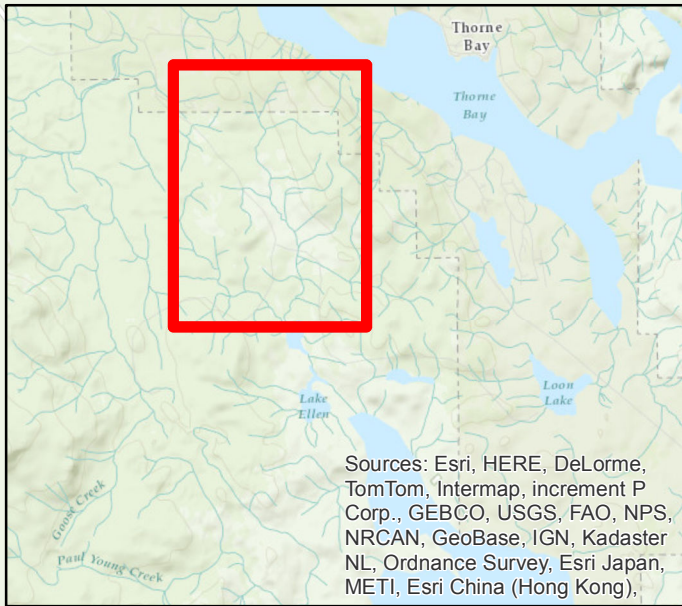 Thorne
Bay
Thorne
Bay
Lake
Ellen
Loon
Lake
Goose Creek
Paul Young Creek
Sources: Esri, HERE, DeLorme,
TomTom, Intermap, increment P
Corp., GEBCO, USGS, FAO, NPS,
NRCAN, GeoBase, IGN, Kadaster
NL, Ordnance Survey, Esri Japan,
METI, Esri China (Hong Kong),